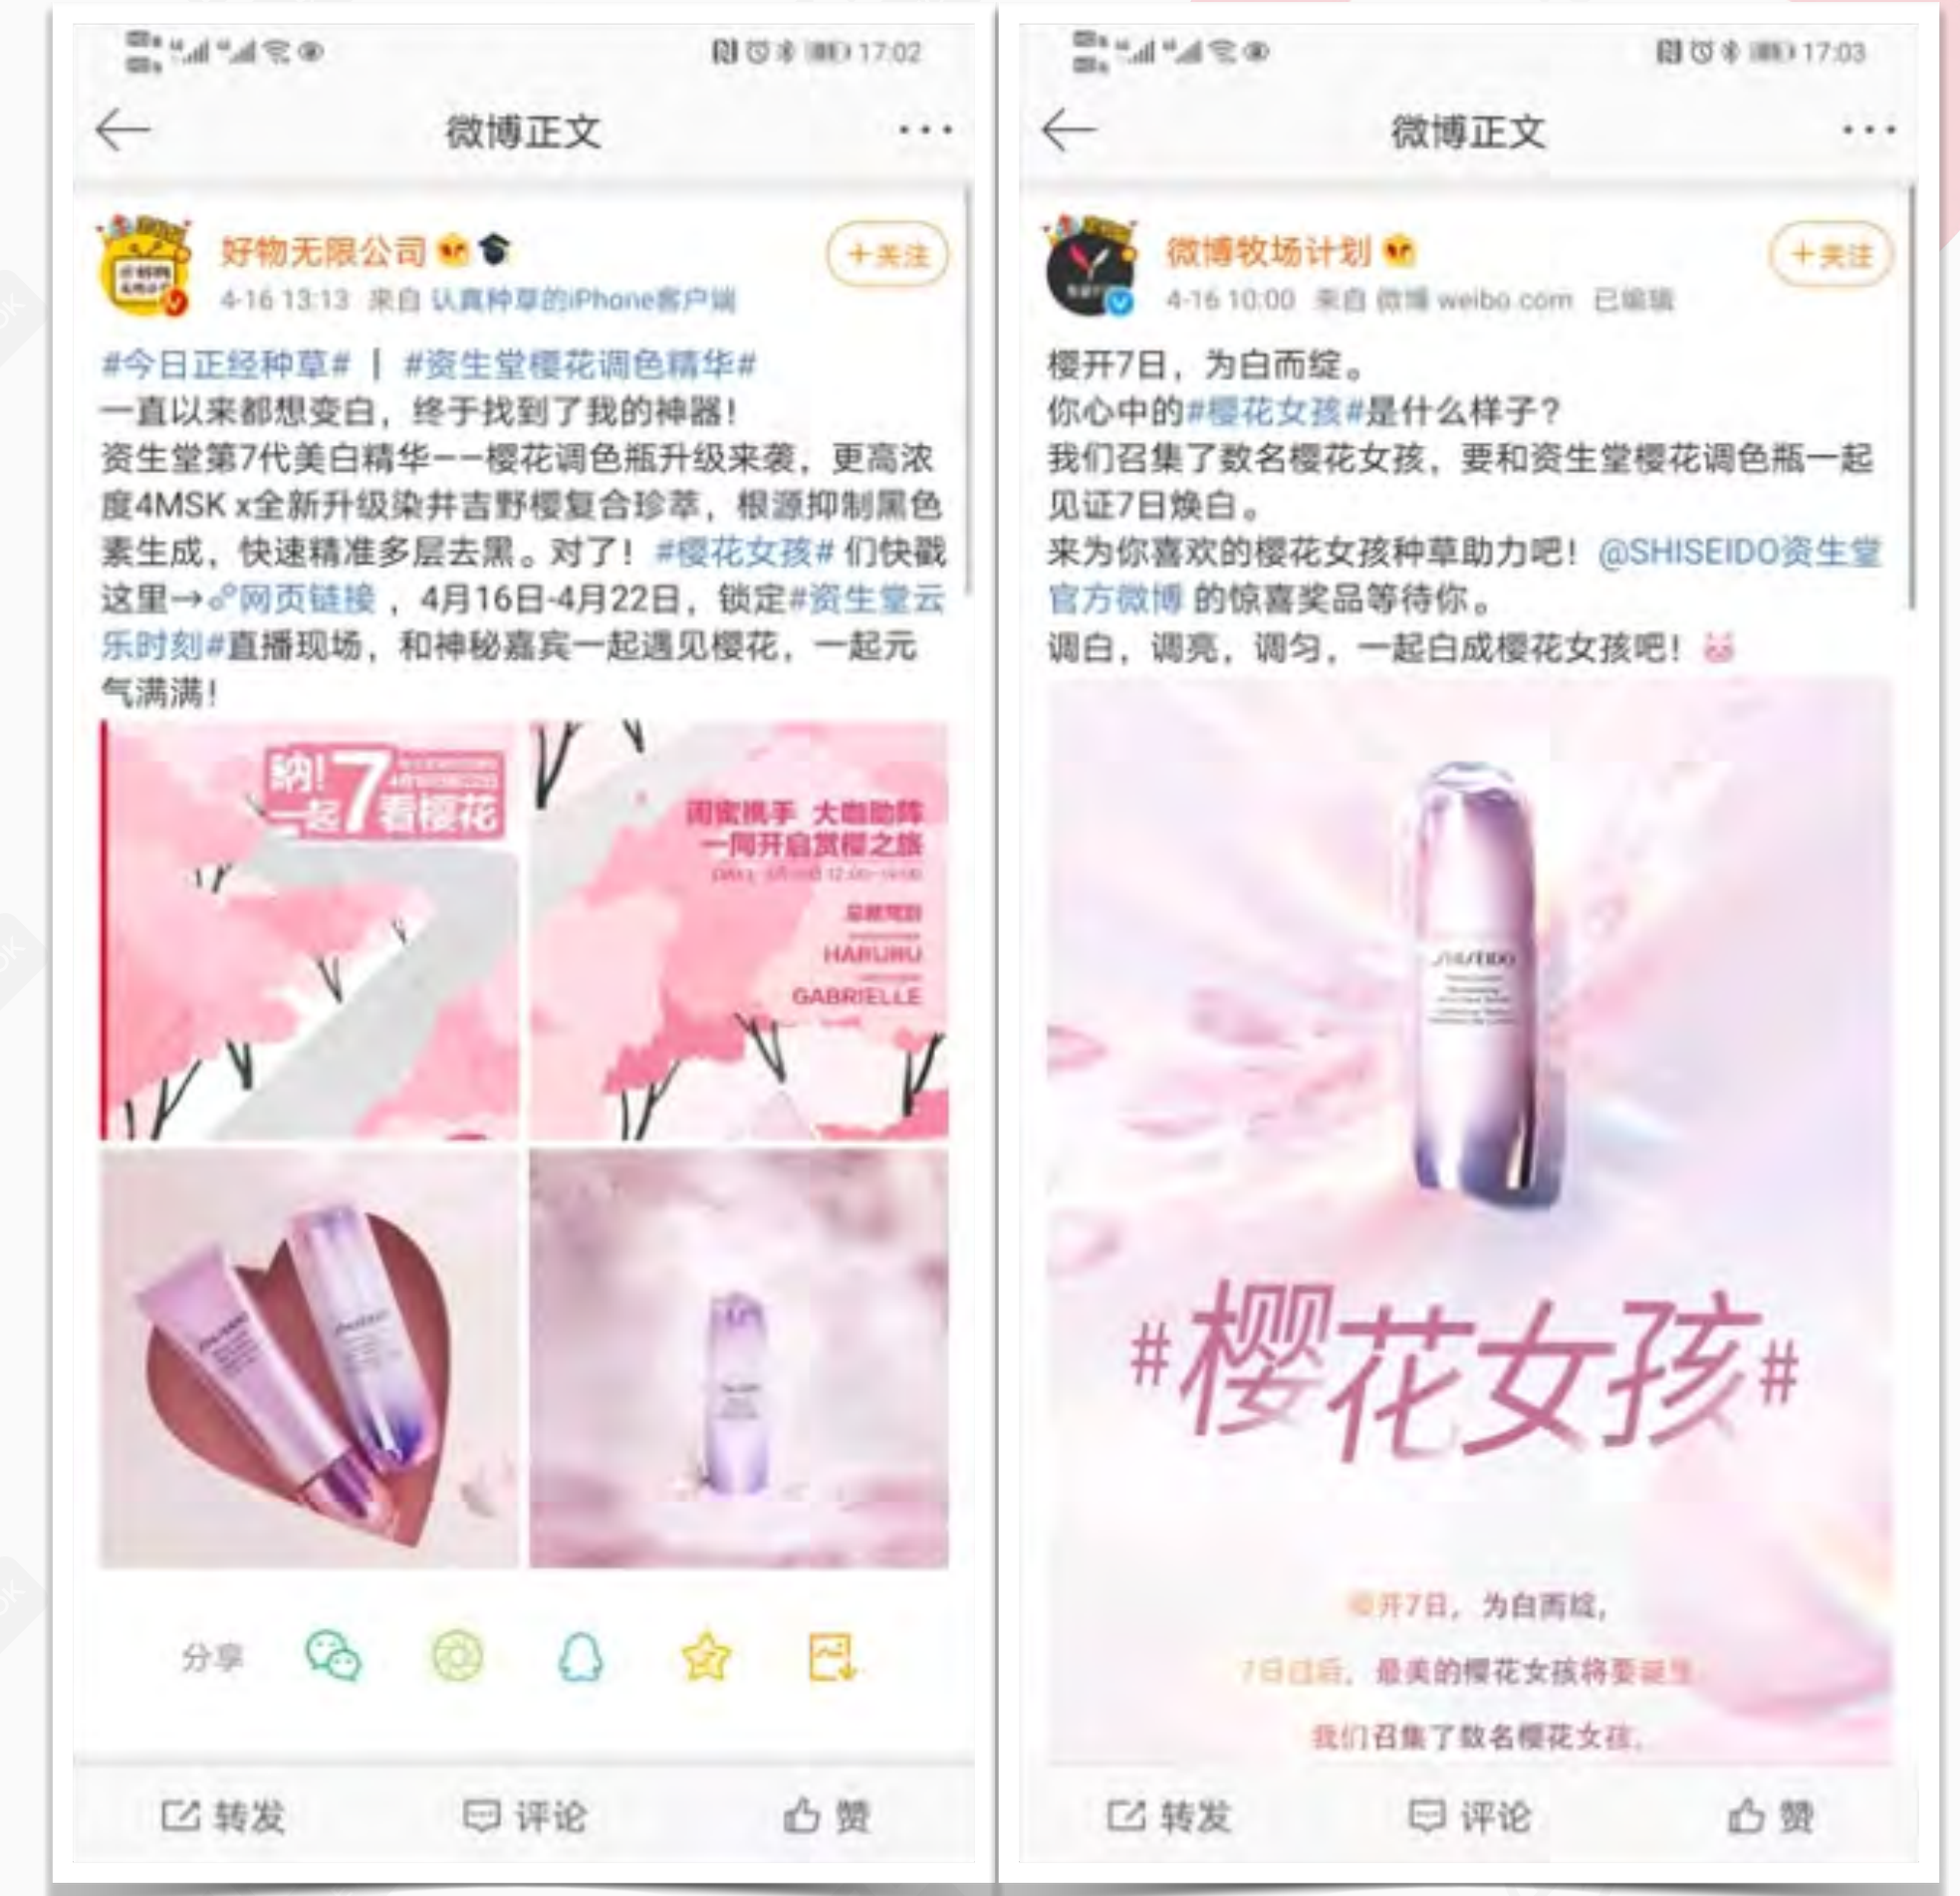 17:02
微博正文
好物无限公司
+关注
4-16 13:13 来自 认真种草的iPhone客户端
#今日正经种草# | #资生堂樱花调色精华#
一直以来都想变白，终于找到了我的神器！
资生堂第7代美白精华——樱花调色瓶升级来袭，更高浓
度4MSK x全新升级染井吉野樱复合珍萃，根源抑制黑色
素生成，快速精准多层去黑。对了！#樱花女孩# 们快戳
这里→网页链接，4月16日-4月22日，锁定#资生堂云
乐时刻#直播现场，和神秘嘉宾一起遇见樱花，一起元
气满满！
纳!7
一起 看樱花
闺蜜携手 大咖助阵
一同开启赏樱之旅
HARURU
GABRIELLE
SHISEIDO
SHISEIDO
分享
转发 评论 赞
17:03
微博正文
微博牧场计划
+关注
4-16 10:00 来自 微博 weibo.com 已编辑
樱开7日，为白而绽。
你心中的#樱花女孩#是什么样子？
我们召集了数名樱花女孩，要和资生堂樱花调色瓶一起
见证7日焕白。
来为你喜欢的樱花女孩种草助力吧！@SHISEIDO资生堂
官方微博 的惊喜奖品等待你。
调白，调亮，调匀，一起白成樱花女孩吧！
SHISEIDO
#樱花女孩#
樱开7日，为白而绽，
7日过后，最美的樱花女孩将要诞生
我们召集了数名樱花女孩，
转发 评论 赞